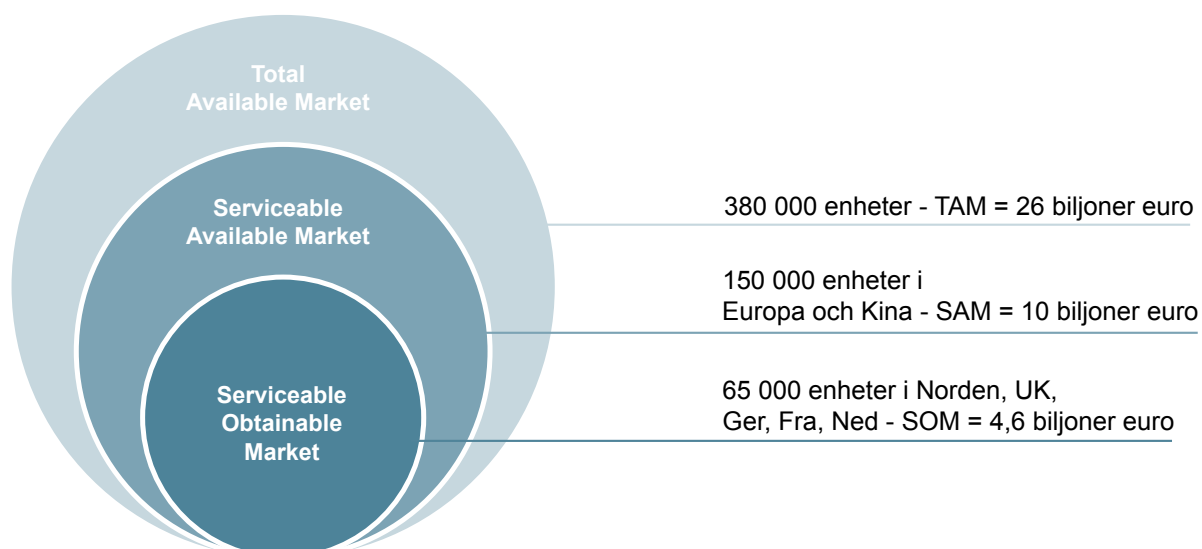 Total
Available Market
Serviceable
Available Market
Serviceable
Obtainable
Market
380 000 enheter - TAM = 26 biljoner euro
150 000 enheter i
Europa och Kina - SAM = 10 biljoner euro
65 000 enheter i Norden, UK,
Ger, Fra, Ned - SOM = 4,6 biljoner euro